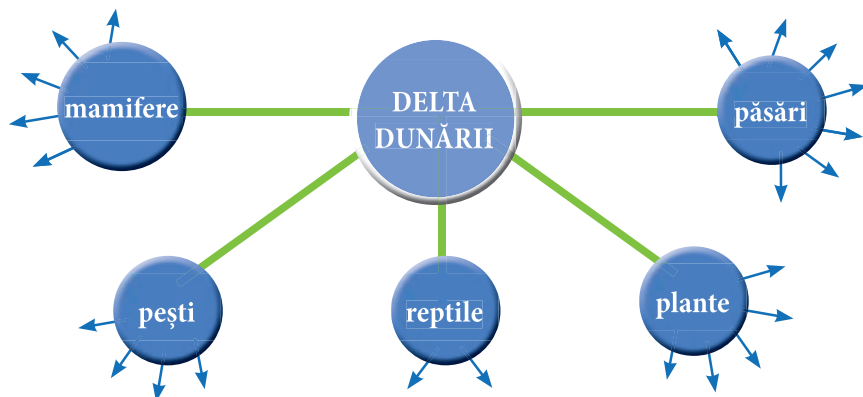 mamifere
DELTA
DUNĂRII
păsări
pești
reptile
plante